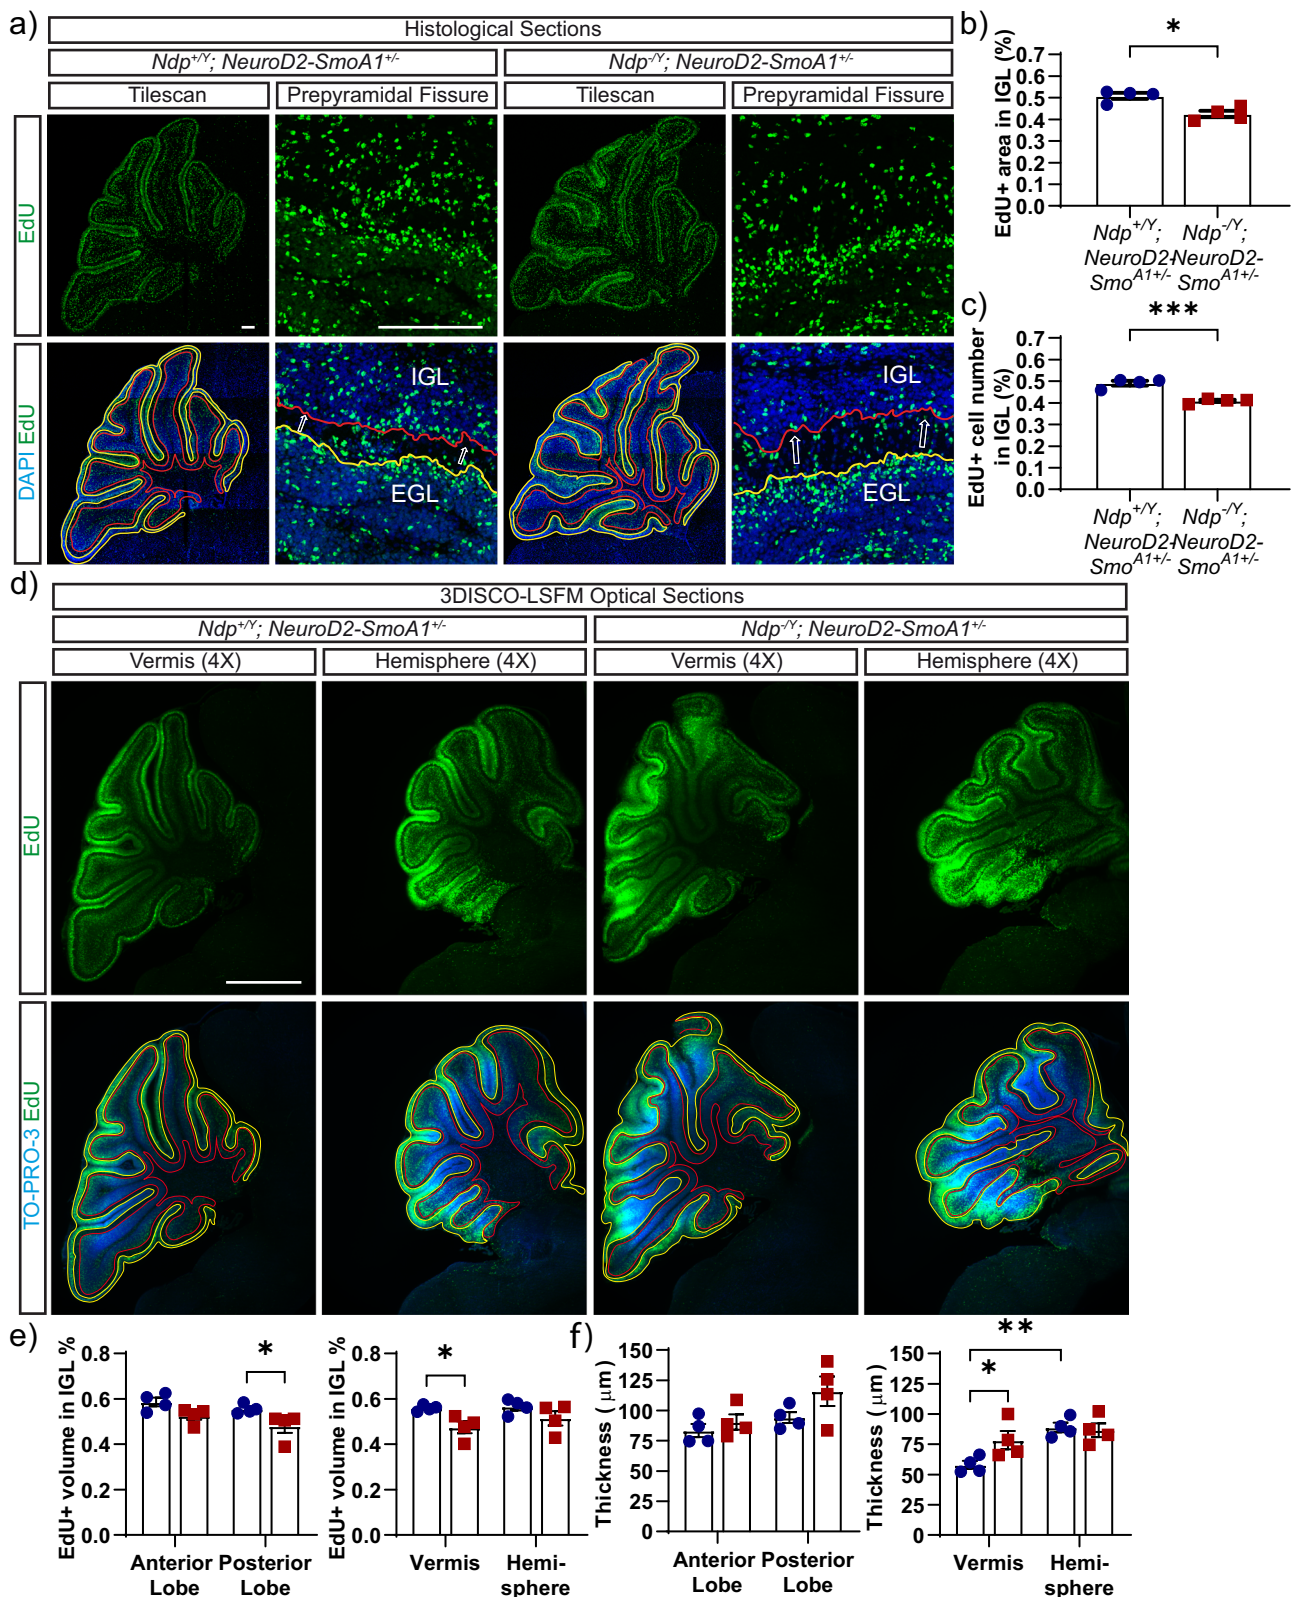 a)
Histological Sections
Ndp+/Y; NeuroD2-SmoA1+/-
Ndp-/Y; NeuroD2-SmoA1+/-
Tilescan
Prepyramidal Fissure
Tilescan
Prepyramidal Fissure
EdU
DAPI EdU
IGL
EGL
IGL
EGL
b)
*
EdU+ area in IGL (%)
0.7
0.6
0.5
0.4
0.3
0.2
0.1
0.0
Ndp+/Y; Ndp-/Y;
NeuroD2- NeuroD2-
SmoA1+/- SmoA1+/-
c)
***
EdU+ cell number
in IGL (%)
0.7
0.6
0.5
0.4
0.3
0.2
0.1
0.0
Ndp+/Y; Ndp-/Y;
NeuroD2- NeuroD2-
SmoA1+/- SmoA1+/-
d)
3DISCO-LSFM Optical Sections
Ndp+/Y; NeuroD2-SmoA1+/-
Ndp-/Y; NeuroD2-SmoA1+/-
Vermis (4X)
Hemisphere (4X)
Vermis (4X)
Hemisphere (4X)
EdU
TO-PRO-3 EdU
e)
EdU+ volume in IGL %
0.8
0.6
0.4
0.2
0.0
*
Anterior Posterior
Lobe Lobe
EdU+ volume in IGL %
0.8
0.6
0.4
0.2
0.0
*
Vermis Hemi-
sphere
f)
Thickness (μm)
150
125
100
75
50
25
0
Anterior Posterior
Lobe Lobe
Thickness (μm)
150
125
100
75
50
25
0
**
*
Vermis Hemi-
sphere